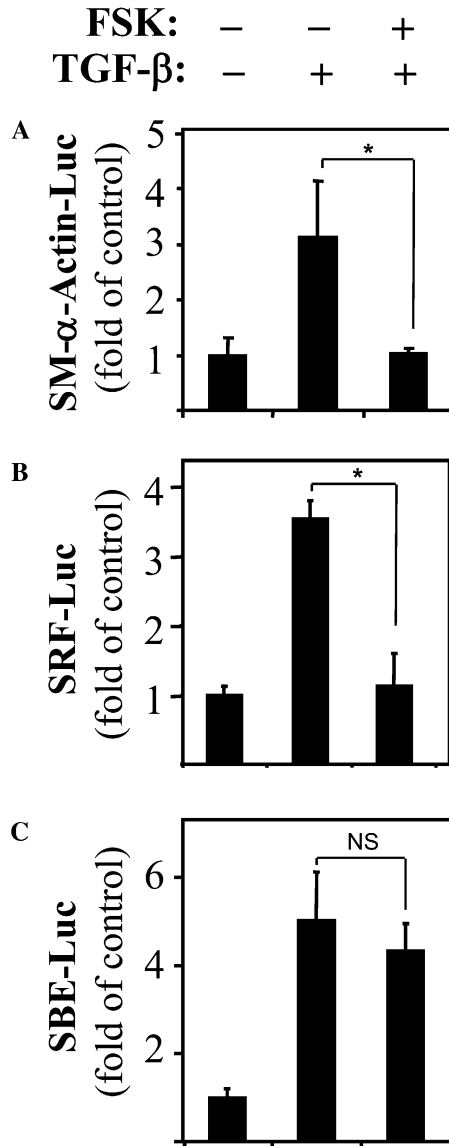 FSK: – – +
TGF-β: – + +
A
SM-α-Actin-Luc
(fold of control)
5
4
3
2
1
*
B
SRF-Luc
(fold of control)
4
3
2
1
*
C
SBE-Luc
(fold of control)
6
4
2
NS